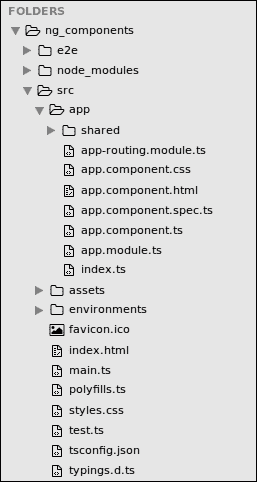 FOLDERS
ng_components
e2e
node_modules
src
app
shared
app-routing.module.ts
app.component.css
app.component.html
app.component.spec.ts
app.component.ts
app.module.ts
index.ts
assets
environments
favicon.ico
index.html
main.ts
polyfills.ts
styles.css
test.ts
tsconfig.json
typings.d.ts